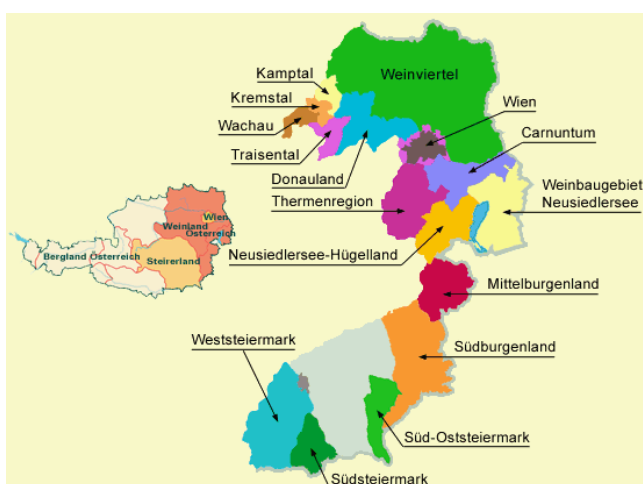 Weinviertel
Kamptal
Kremstal
Wachau
Traisental
Donauland
Thermenregion
Neusiedlersee-Hügelland
Wien
Carnuntum
Weinbaugebiet
Neusiedlersee
Mittelburgenland
Südburgenland
Süd-Oststeiermark
Südsteiermark
Weststeiermark
Wien
Weinland
Österreich
Bergland Österreich
Steirerland